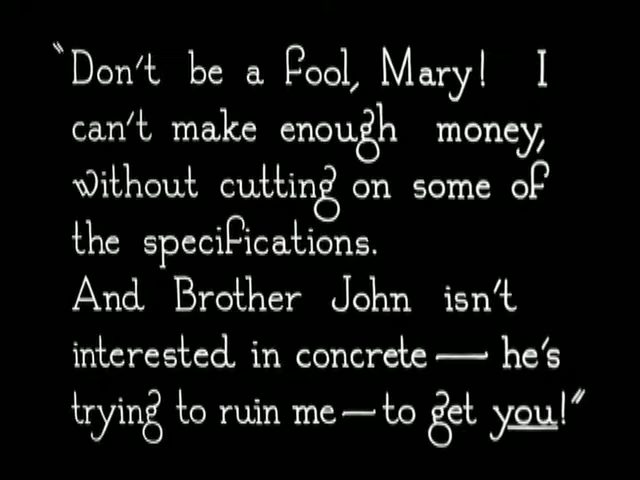 "Don't be a fool, Mary! I
can't make enough money,
without cutting on some of
the specifications.
And Brother John isn't
interested in concrete — he's
trying to ruin me — to get you!"